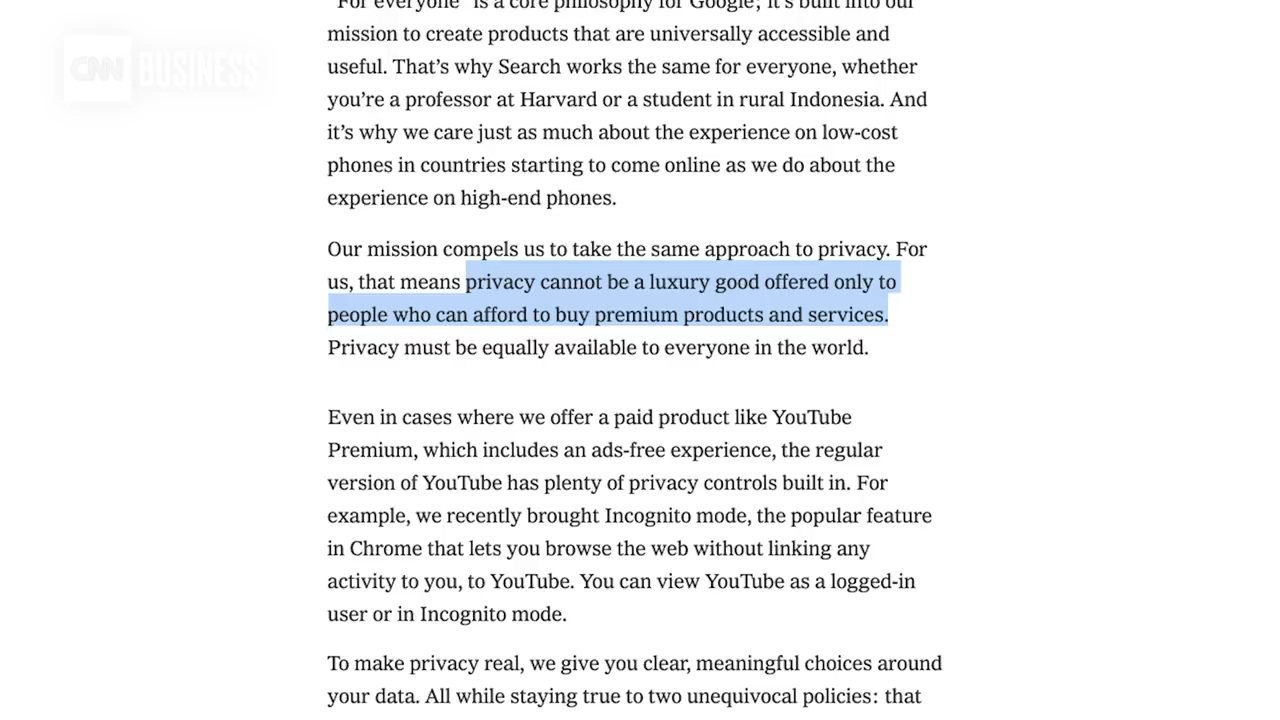 CNN BUSINESS
"For everyone" is a core philosophy for Google; it's built into our
mission to create products that are universally accessible and
useful. That’s why Search works the same for everyone, whether
you’re a professor at Harvard or a student in rural Indonesia. And
it’s why we care just as much about the experience on low-cost
phones in countries starting to come online as we do about the
experience on high-end phones.
Our mission compels us to take the same approach to privacy. For
us, that means privacy cannot be a luxury good offered only to
people who can afford to buy premium products and services.
Privacy must be equally available to everyone in the world.
Even in cases where we offer a paid product like YouTube
Premium, which includes an ads-free experience, the regular
version of YouTube has plenty of privacy controls built in. For
example, we recently brought Incognito mode, the popular feature
in Chrome that lets you browse the web without linking any
activity to you, to YouTube. You can view YouTube as a logged-in
user or in Incognito mode.
To make privacy real, we give you clear, meaningful choices around
your data. All while staying true to two unequivocal policies: that